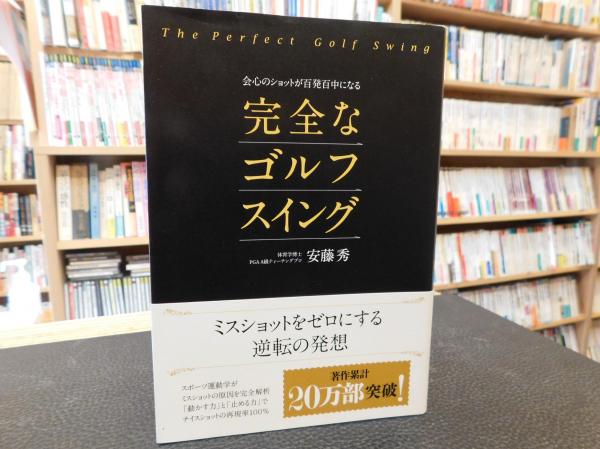 The Perfect Golf Swing
会心のショットが百発百中になる
完全な
ゴルフ
スイング
体育学博士
PGA A級ティーチングプロ
安藤秀
ミスショットをゼロにする
逆転の発想
スポーツ運動学が
ミスショットの原因を完全解析
「動かす力」と「止める力」で
ナイスショットの再現率100%
著作累計
20万部突破!